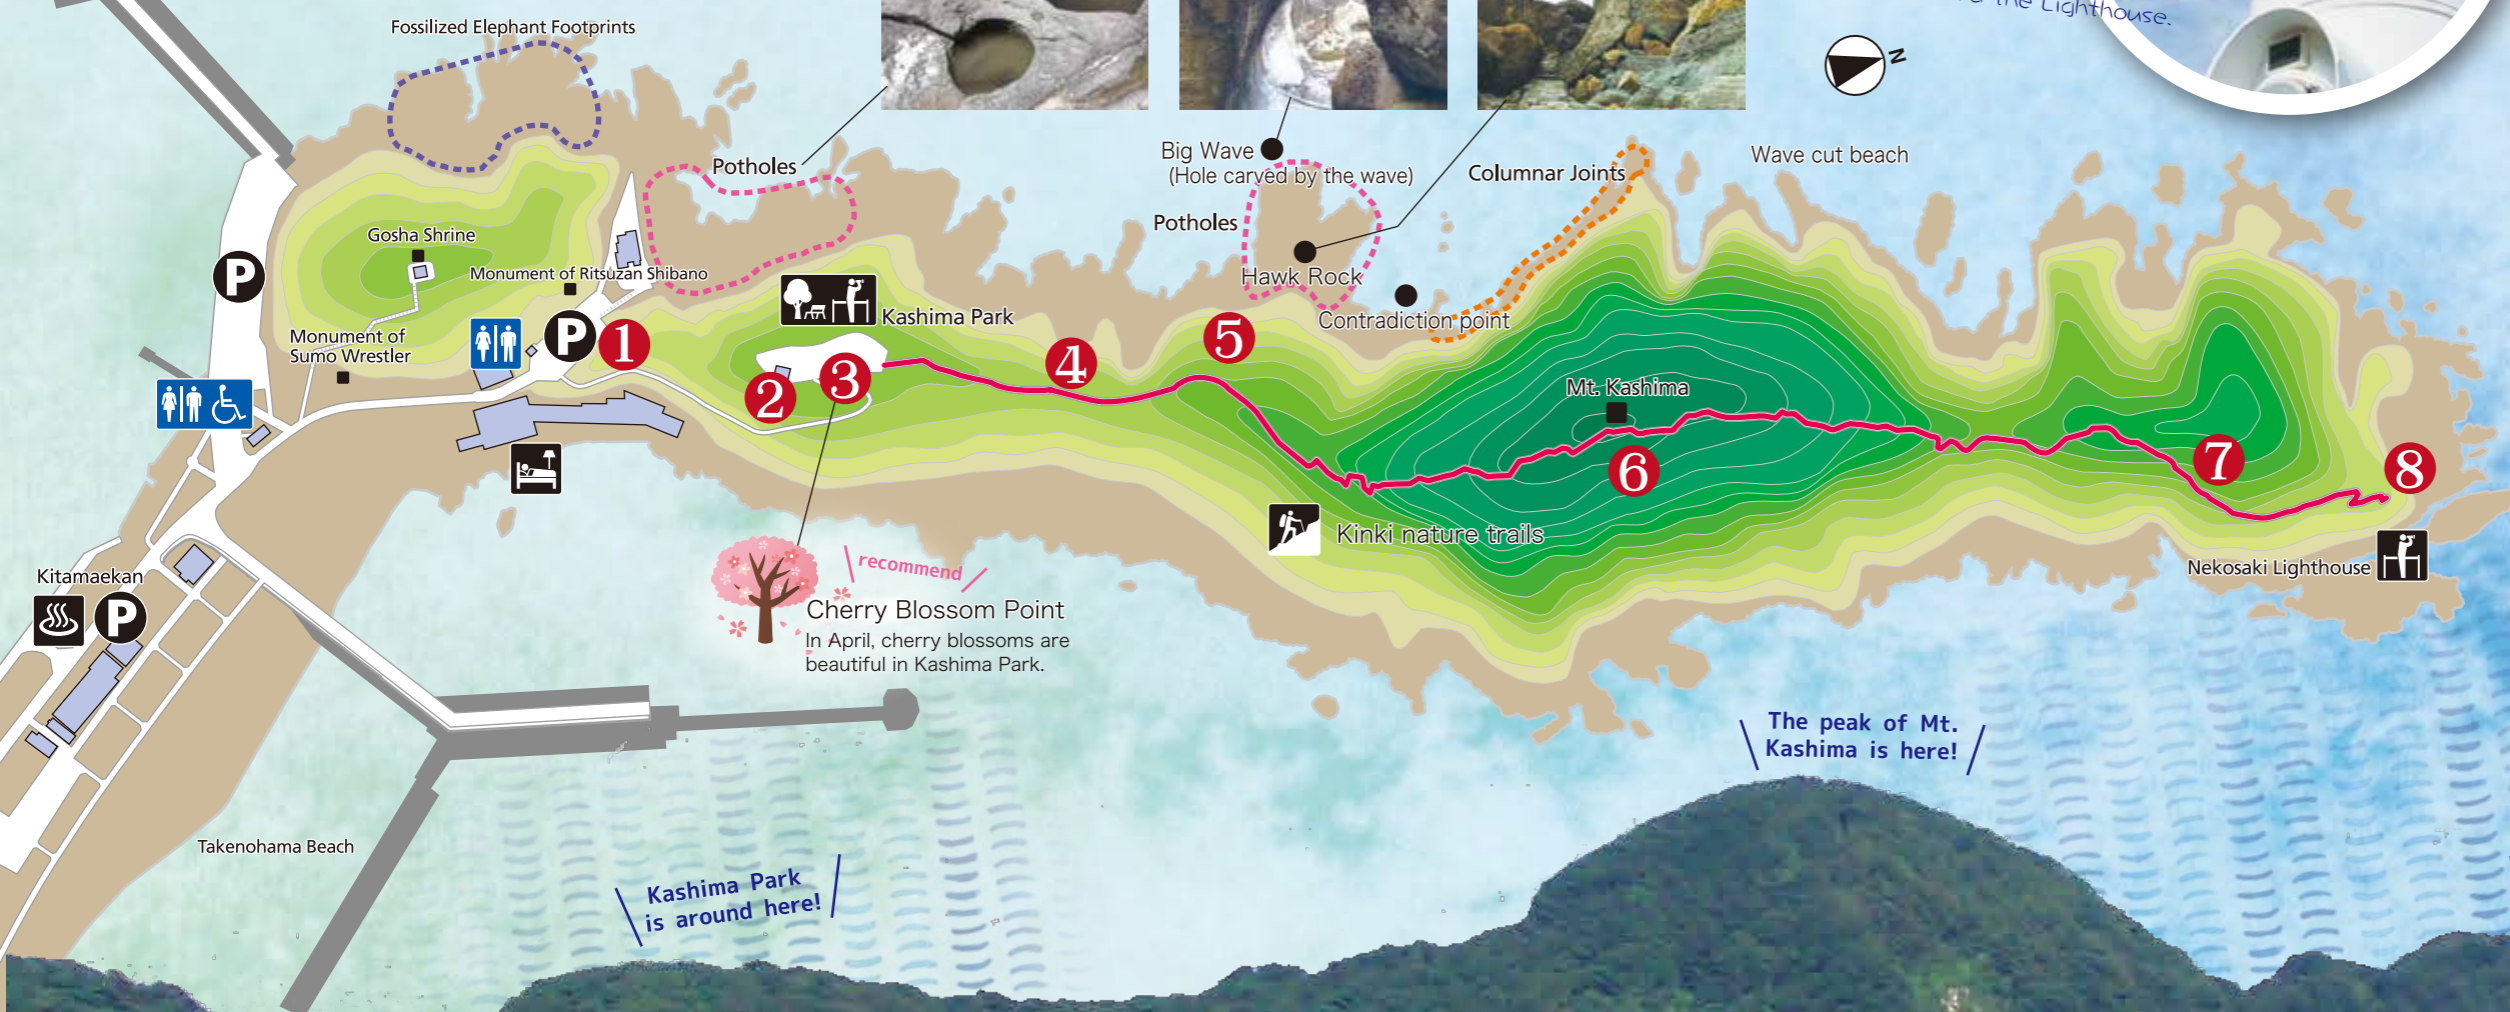 the Lighthouse.
Fossilized Elephant Footprints
N
Potholes
Big Wave
(Hole carved by the wave)
Columnar Joints
Wave cut beach
Potholes
Gosha Shrine
Monument of Ritsuzan Shibano
Hawk Rock
P
Kashima Park
Contradiction point
Monument of
Sumo Wrestler
P
1
2
3
4
5
Mt. Kashima
6
7
8
Kinki nature trails
Nekosaki Lighthouse
Kitamaekan
P
recommend
Cherry Blossom Point
In April, cherry blossoms are
beautiful in Kashima Park.
The peak of Mt.
Kashima is here!
Takenohama Beach
Kashima Park
is around here!